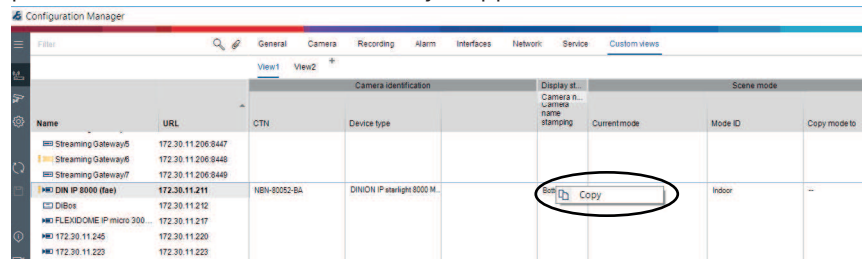 Configuration Manager
Filter General Camera Recording Alarm Interfaces Network Service Custom views
View1 View2 +
Camera identification Display st... Scene mode
Camera n...
Name URL CTN Device type Camera name stamping Current mode Mode ID Copy mode to
Streaming Gateway/5 172.30.11.206:8447
Streaming Gateway/6 172.30.11.206:8448
Streaming Gateway/7 172.30.11.206:8449
DIN IP 8000 (fae) 172.30.11.211 NBN-80052-BA DINION IP starlight 8000 M... Copy Indoor --
DiBos 172.30.11.212
FLEXIDOME IP micro 300... 172.30.11.217
172.30.11.245 172.30.11.220
172.30.11.223 172.30.11.223